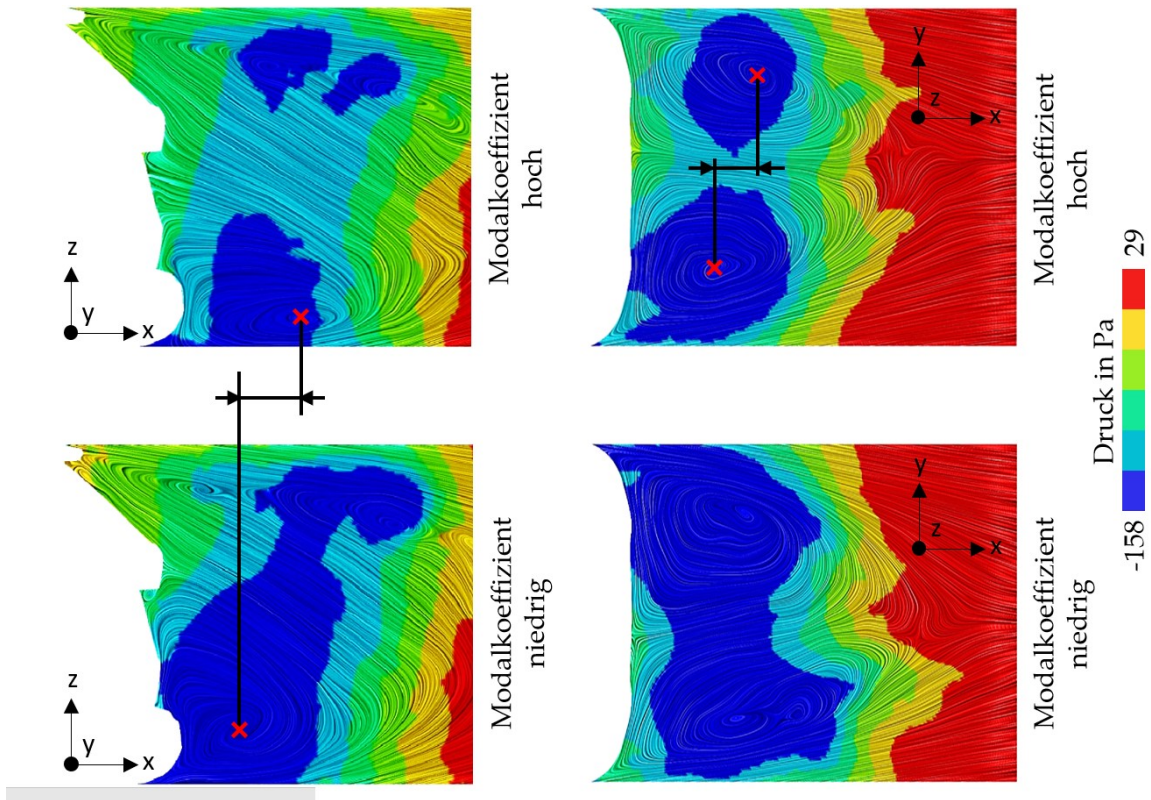 Modalkoeffizient
hoch
z
y
x
Modalkoeffizient
hoch
y
z
x
Druck in Pa
-158
29
Modalkoeffizient
niedrig
z
y
x
Modalkoeffizient
niedrig
y
z
x